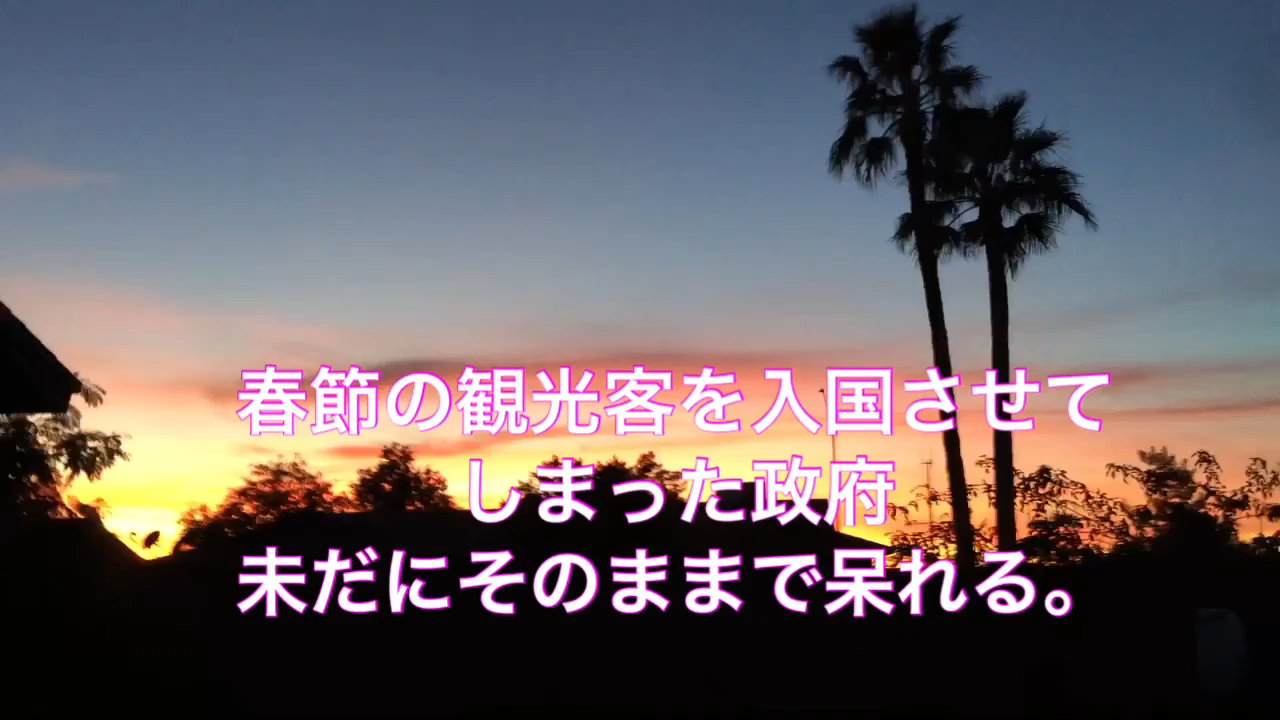 春節の観光客を入国させて
しまった政府
未だにそのままで呆れる。